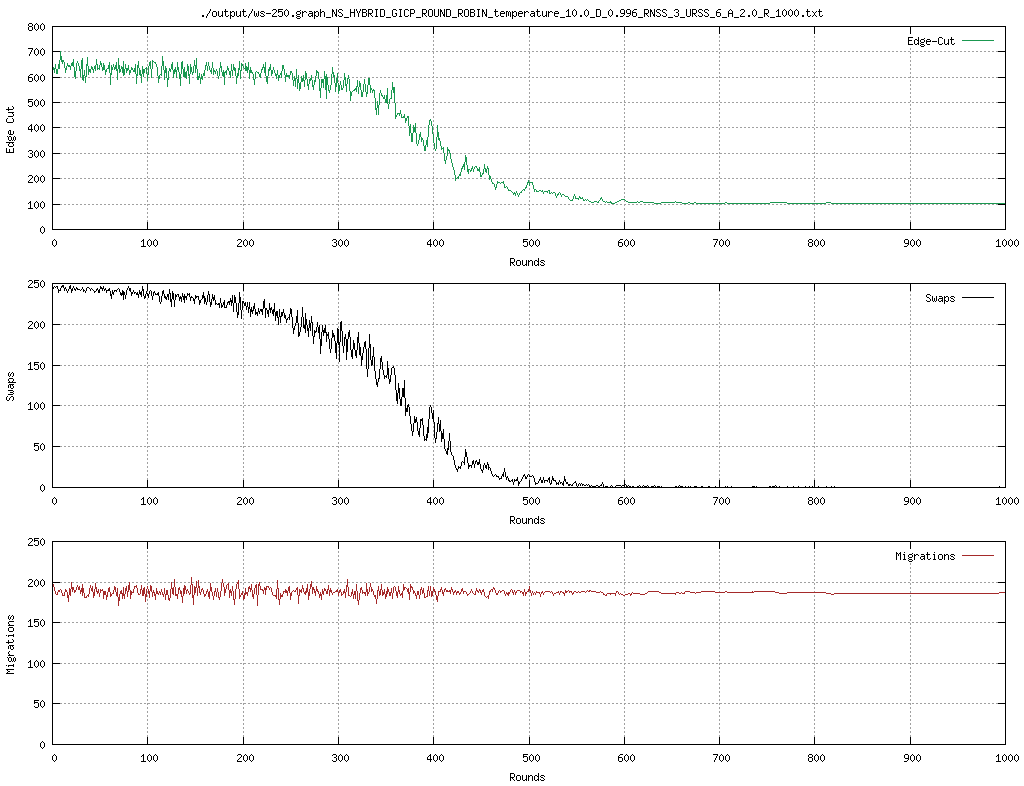 ./output/ws-250.graph_NS_HYBRID_GICP_ROUND_ROBIN_temperature_10.0_D_0.996_RNSS_3_URSS_6_A_2.0_R_1000.txt
800
700
600
500
400
300
200
100
0
Edge Cut
Edge-Cut
0 100 200 300 400 500 600 700 800 900 1000
Rounds
250
200
150
100
50
0
Swaps
Swaps
0 100 200 300 400 500 600 700 800 900 1000
Rounds
250
200
150
100
50
0
Migrations
Migrations
0 100 200 300 400 500 600 700 800 900 1000
Rounds